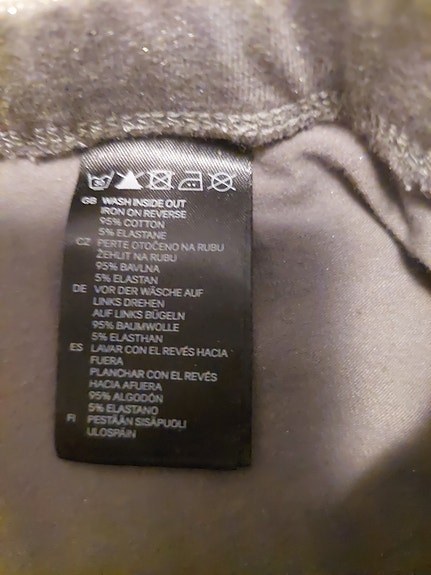 GB WASH INSIDE OUT
IRON ON REVERSE
95% COTTON
5% ELASTANE
CZ PERTE OTOČENO NA RUBU
ŽEHLIT NA RUBU
95% BAVLNA
5% ELASTAN
DE VOR DER WÄSCHE AUF
LINKS DREHEN
AUF LINKS BÜGELN
95% BAUMWOLLE
5% ELASTHAN
ES LAVAR CON EL REVÉS HACIA
FUERA
PLANCHAR CON EL REVÉS
HACIA AFUERA
95% ALGODÓN
5% ELASTANO
FI PESTÄÄN SISÄPUOLI
ULOSPÄIN